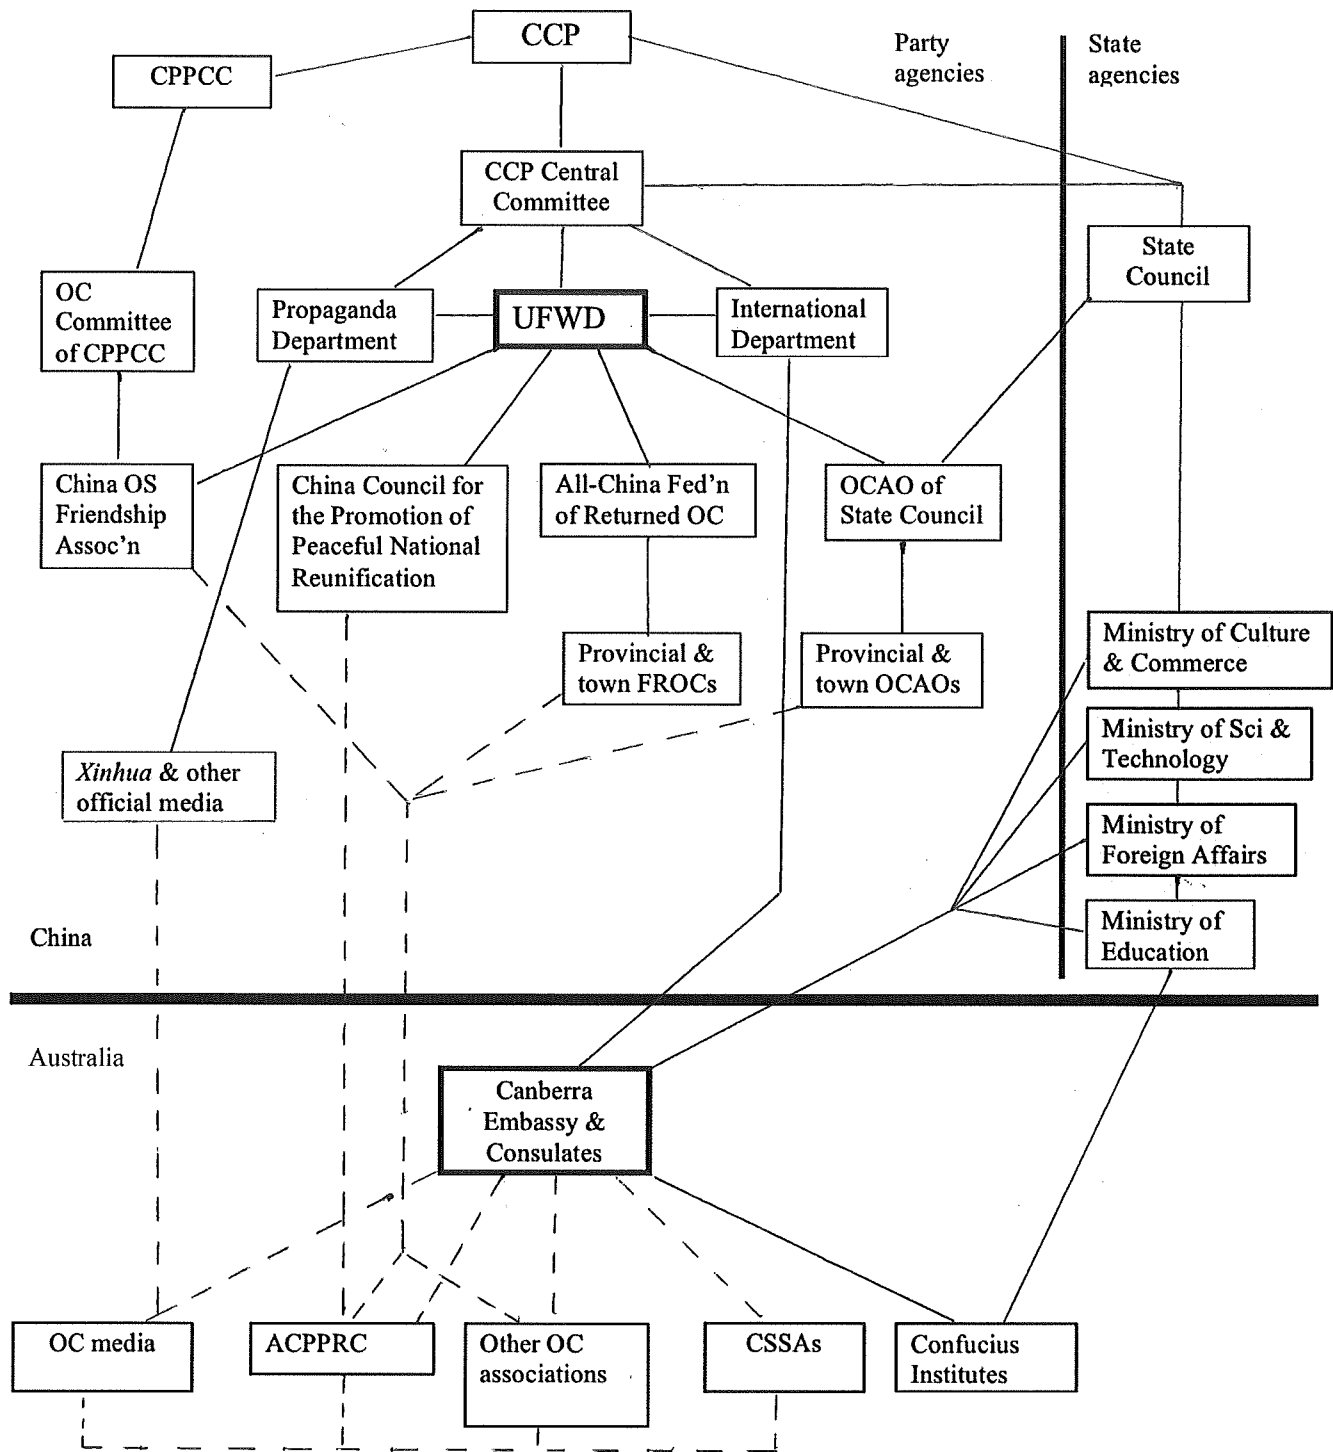 CCP
Party
agencies
State
agencies
CPPCC
CCP Central
Committee
State
Council
OC
Committee
of CPPCC
Propaganda
Department
UFWD
International
Department
China OS
Friendship
Assoc'n
China Council for
the Promotion of
Peaceful National
Reunification
All-China Fed'n
of Returned OC
OCAO of
State Council
Provincial &
town FROCs
Provincial &
town OCAOs
Ministry of Culture
& Commerce
Ministry of Sci &
Technology
Xinhua & other
official media
Ministry of
Foreign Affairs
Ministry of
Education
China
Australia
Canberra
Embassy &
Consulates
OC media
ACPPRC
Other OC
associations
CSSAs
Confucius
Institutes